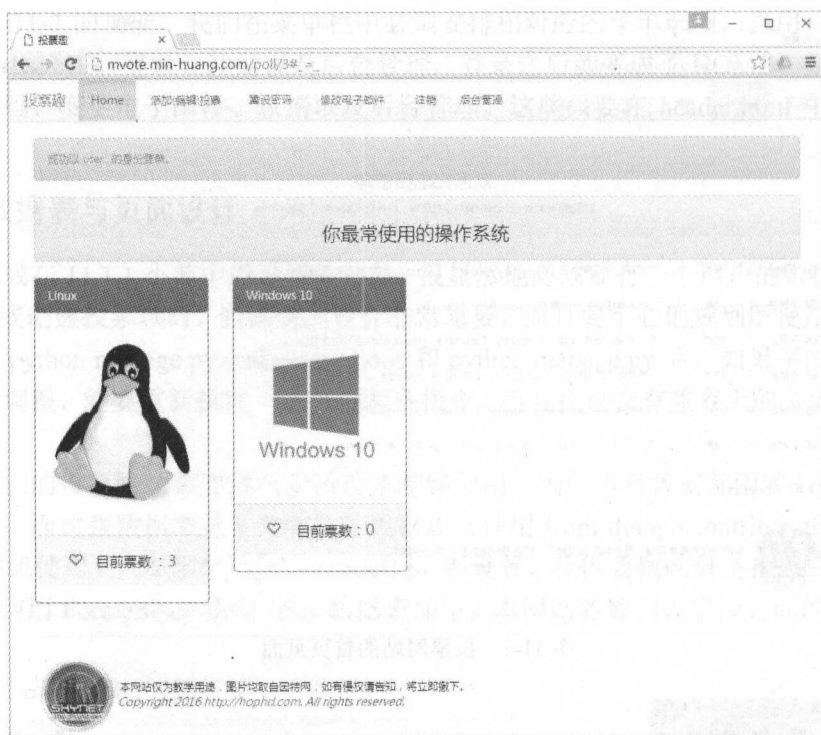 投票趣
mvote.min-huang.com/poll/3#_=_
投票趣 Home 添加/编辑投票 重设密码 修改电子邮件 注销 后台管理
成功以 user. 的身份登录。
你最常使用的操作系统
Linux
Windows 10
Windows 10
目前票数:3
目前票数:0
SHYNET
本网站仅为教学用途,图片均取自因特网,如有侵权请告知,将立即撤下。
Copyright 2016 http://hophd.com. All rights reserved.